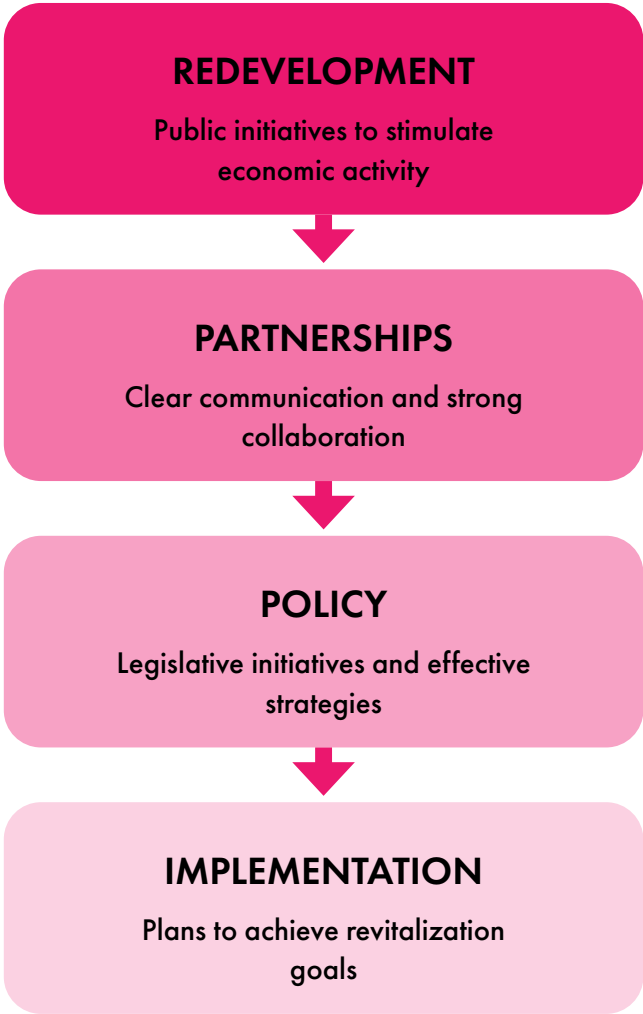 REDEVELOPMENT
Public initiatives to stimulate
economic activity
PARTNERSHIPS
Clear communication and strong
collaboration
POLICY
Legislative initiatives and effective
strategies
IMPLEMENTATION
Plans to achieve revitalization
goals